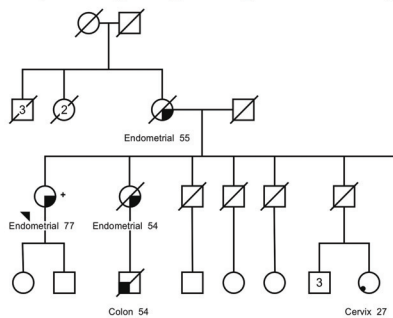 3
2
Endometrial 55
+
Endometrial 77
Endometrial 54
3
Colon 54
Cervix 27